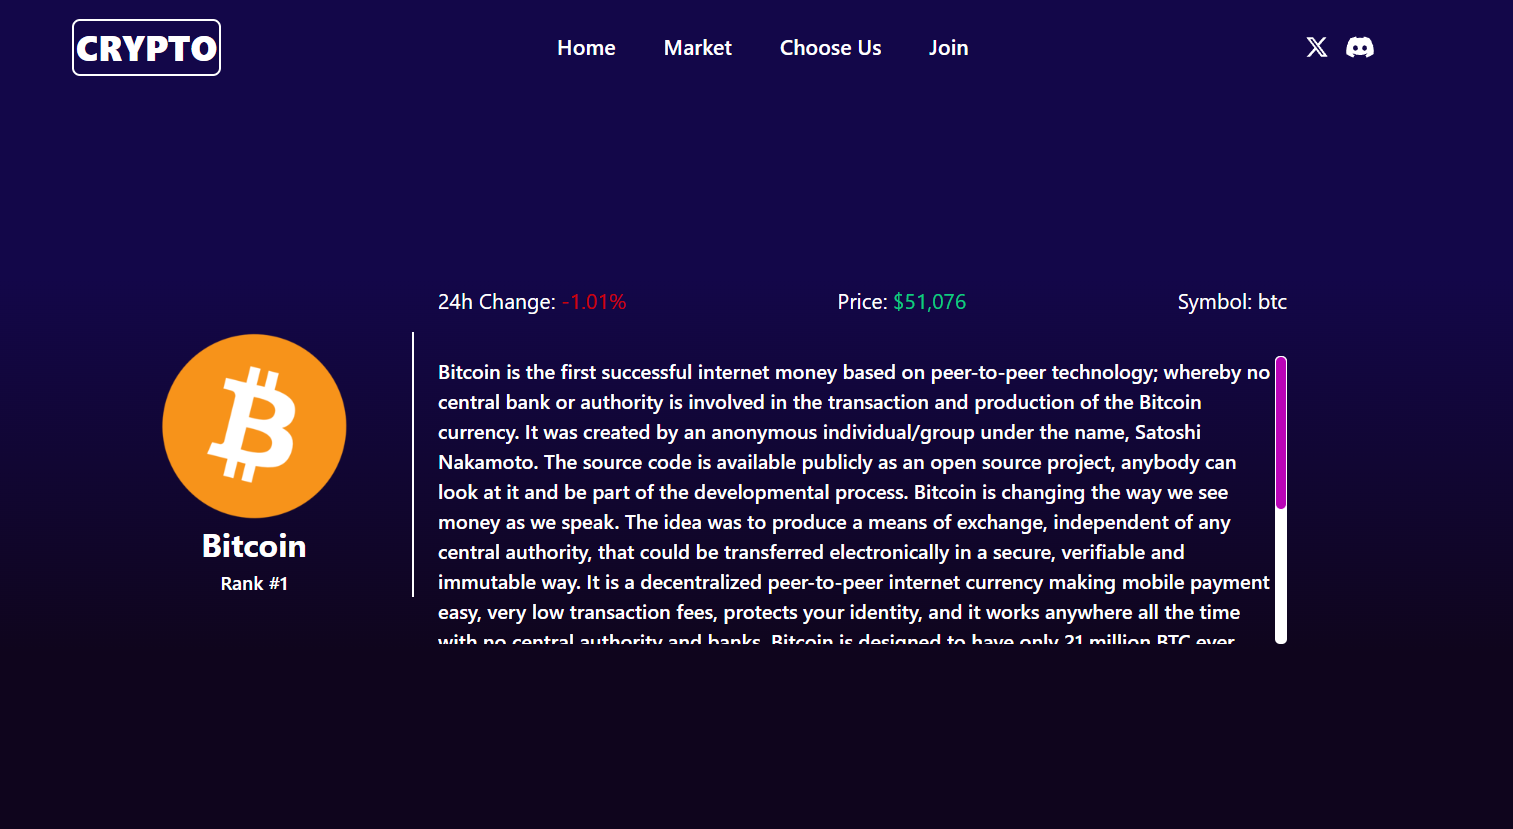 CRYPTO
Home Market Choose Us Join
24h Change: -1.01% Price: $51,076 Symbol: btc
Bitcoin
Rank #1
Bitcoin is the first successful internet money based on peer-to-peer technology; whereby no
central bank or authority is involved in the transaction and production of the Bitcoin
currency. It was created by an anonymous individual/group under the name, Satoshi
Nakamoto. The source code is available publicly as an open source project, anybody can
look at it and be part of the developmental process. Bitcoin is changing the way we see
money as we speak. The idea was to produce a means of exchange, independent of any
central authority, that could be transferred electronically in a secure, verifiable and
immutable way. It is a decentralized peer-to-peer internet currency making mobile payment
easy, very low transaction fees, protects your identity, and it works anywhere all the time
with no central authority and banks. Bitcoin is designed to have only 21 million BTC ever